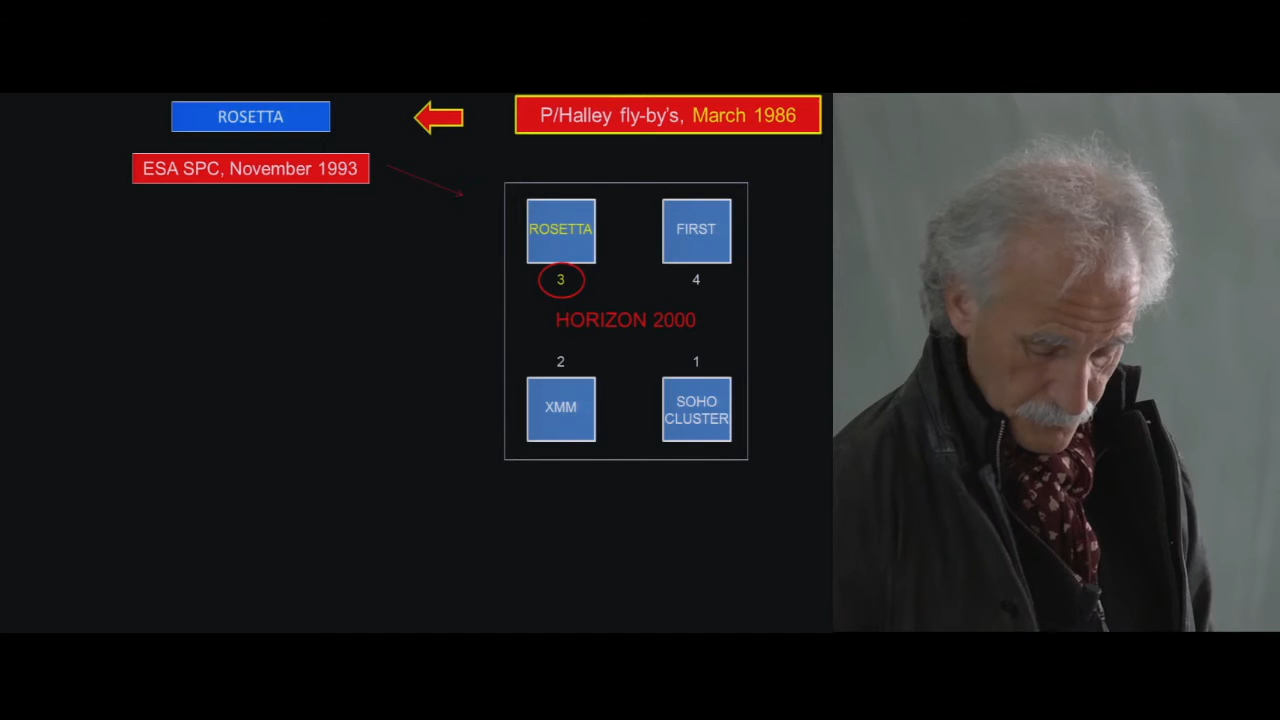 ROSETTA
P/Halley fly-by's, March 1986
ESA SPC, November 1993
ROSETTA
FIRST
3
4
HORIZON 2000
2
1
XMM
SOHO
CLUSTER